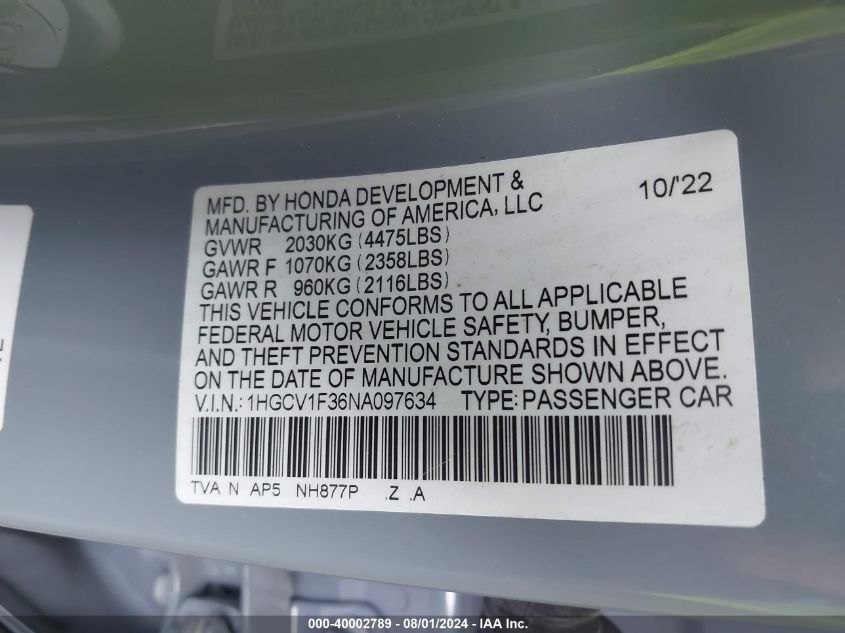 MFD. BY HONDA DEVELOPMENT & 10/'22
MANUFACTURING OF AMERICA, LLC
GVWR 2030KG (4475LBS)
GAWR F 1070KG (2358LBS)
GAWR R 960KG (2116LBS)
THIS VEHICLE CONFORMS TO ALL APPLICABLE
FEDERAL MOTOR VEHICLE SAFETY, BUMPER,
AND THEFT PREVENTION STANDARDS IN EFFECT
ON THE DATE OF MANUFACTURE SHOWN ABOVE.
V.I.N.: 1HGCV1F36NA097634 TYPE: PASSENGER CAR
TVA N AP5 NH877P .Z .A
000-40002789 - 08/01/2024 - IAA Inc.